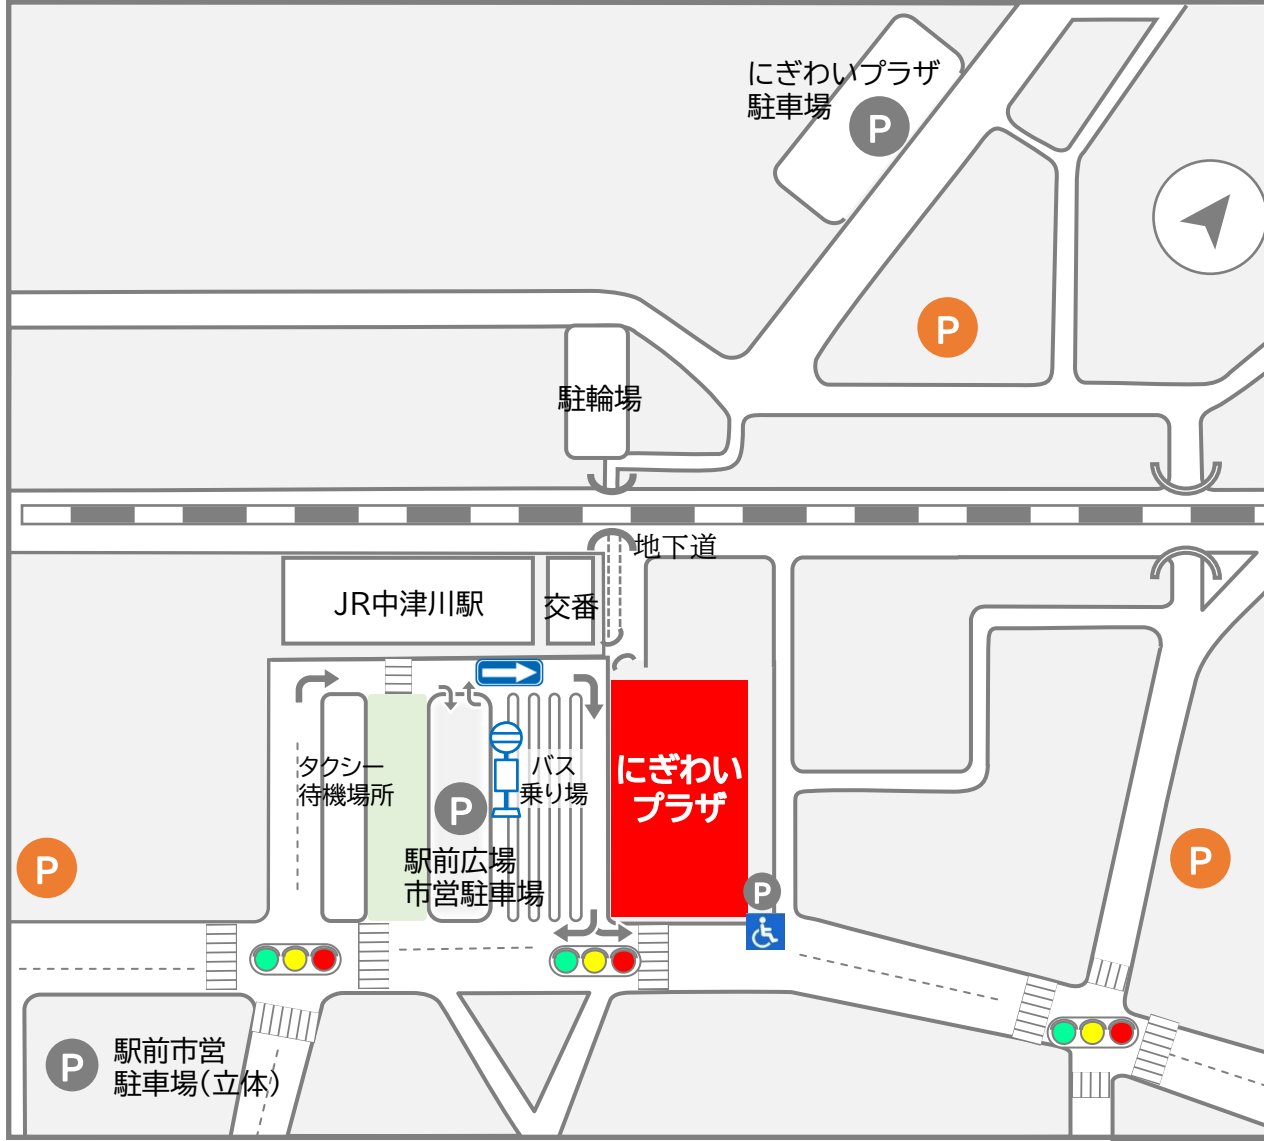 にぎわいプラザ
駐車場
P
P
駐輪場
地下道
JR中津川駅
交番
タクシー
待機場所
バス
乗り場
P
駅前広場
市営駐車場
にぎわい
プラザ
P
P
P
P
駅前市営
駐車場(立体)